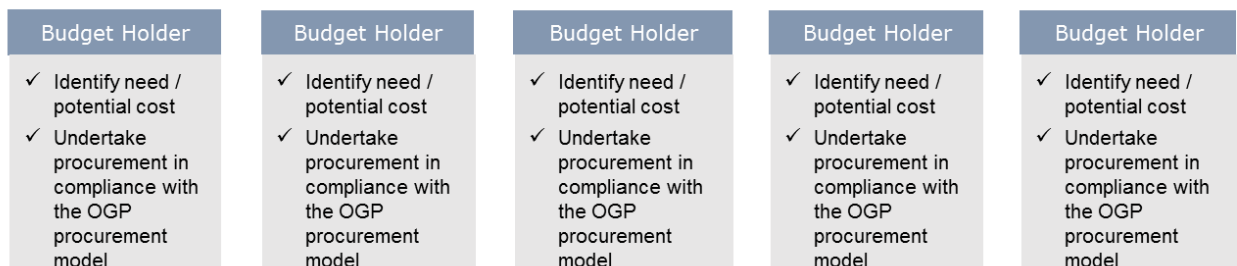 Budget Holder
✓ Identify need /
potential cost
✓ Undertake
procurement in
compliance with
the OGP
procurement
model
Budget Holder
✓ Identify need /
potential cost
✓ Undertake
procurement in
compliance with
the OGP
procurement
model
Budget Holder
✓ Identify need /
potential cost
✓ Undertake
procurement in
compliance with
the OGP
procurement
model
Budget Holder
✓ Identify need /
potential cost
✓ Undertake
procurement in
compliance with
the OGP
procurement
model
Budget Holder
✓ Identify need /
potential cost
✓ Undertake
procurement in
compliance with
the OGP
procurement
model